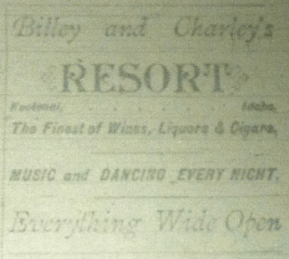 Billey and Charley's
RESORT
Kootenai, . . . . . . . . Idaho,
The Finest of Wines, Liquors & Cigars,
MUSIC and DANCING EVERY NIGHT.
Everything Wide Open